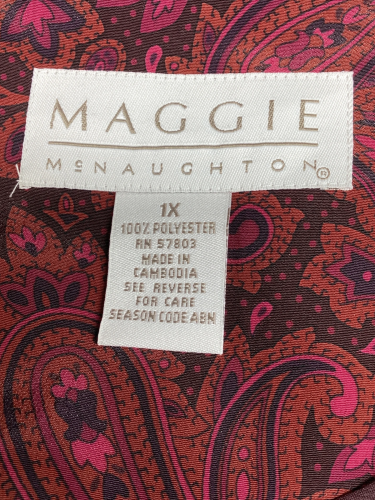 MAGGIE
McNAUGHTON®
1X
100% POLYESTER
RN 57803
MADE IN
CAMBODIA
SEE REVERSE
FOR CARE
SEASON CODE ABN